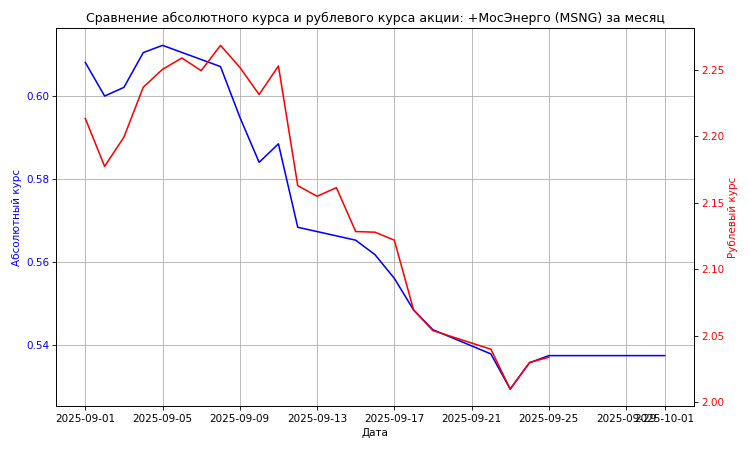 Сравнение абсолютного курса и рублевого курса акции: +МосЭнерго (MSNG) за месяц
Абсолютный курс
0.60
0.58
0.56
0.54
2.25
2.20
2.15
2.10
2.05
2.00
Рублевый курс
2025-09-01 2025-09-05 2025-09-09 2025-09-13 2025-09-17 2025-09-21 2025-09-25 2025-09-29 2025-10-01
Дата